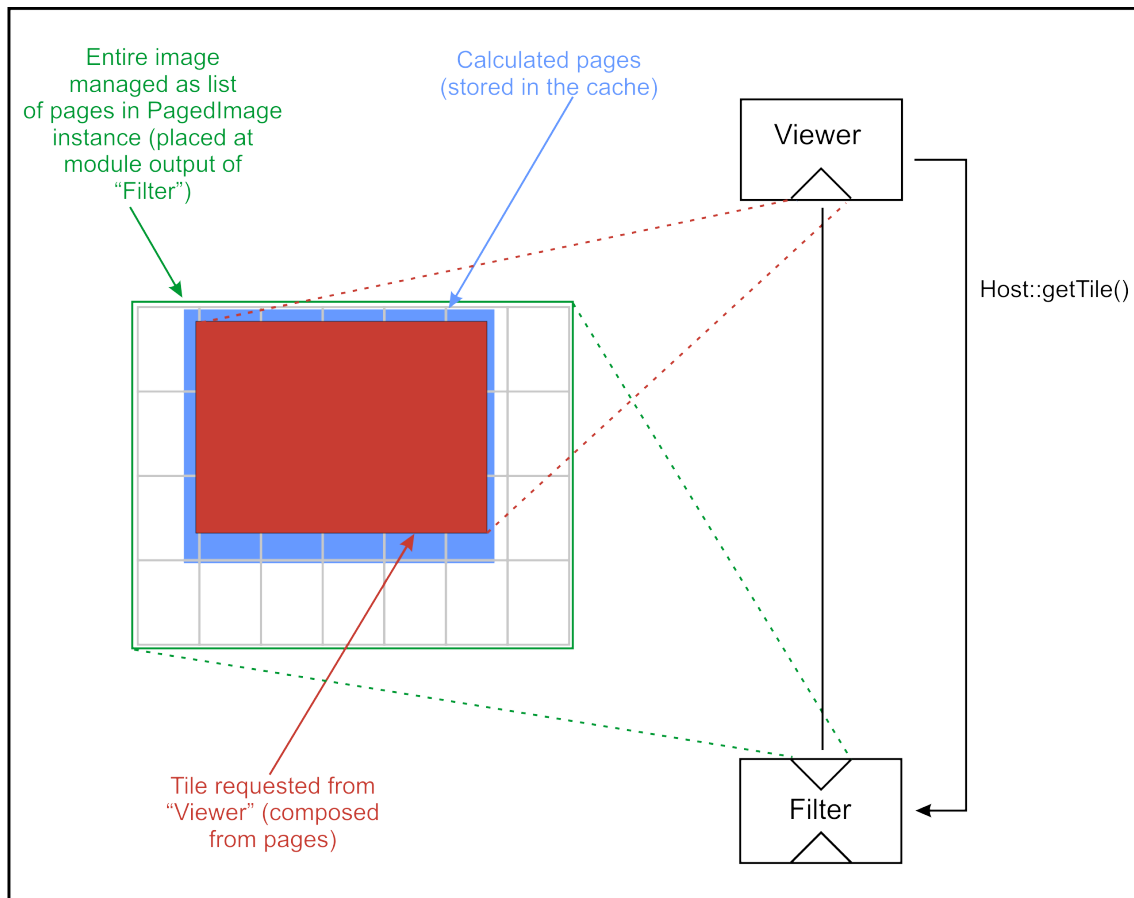 Entire image
managed as list
of pages in PagedImage
instance (placed at
module output of
“Filter”)
Calculated pages
(stored in the cache)
Viewer
Host::getTile()
Tile requested from
“Viewer” (composed
from pages)
Filter